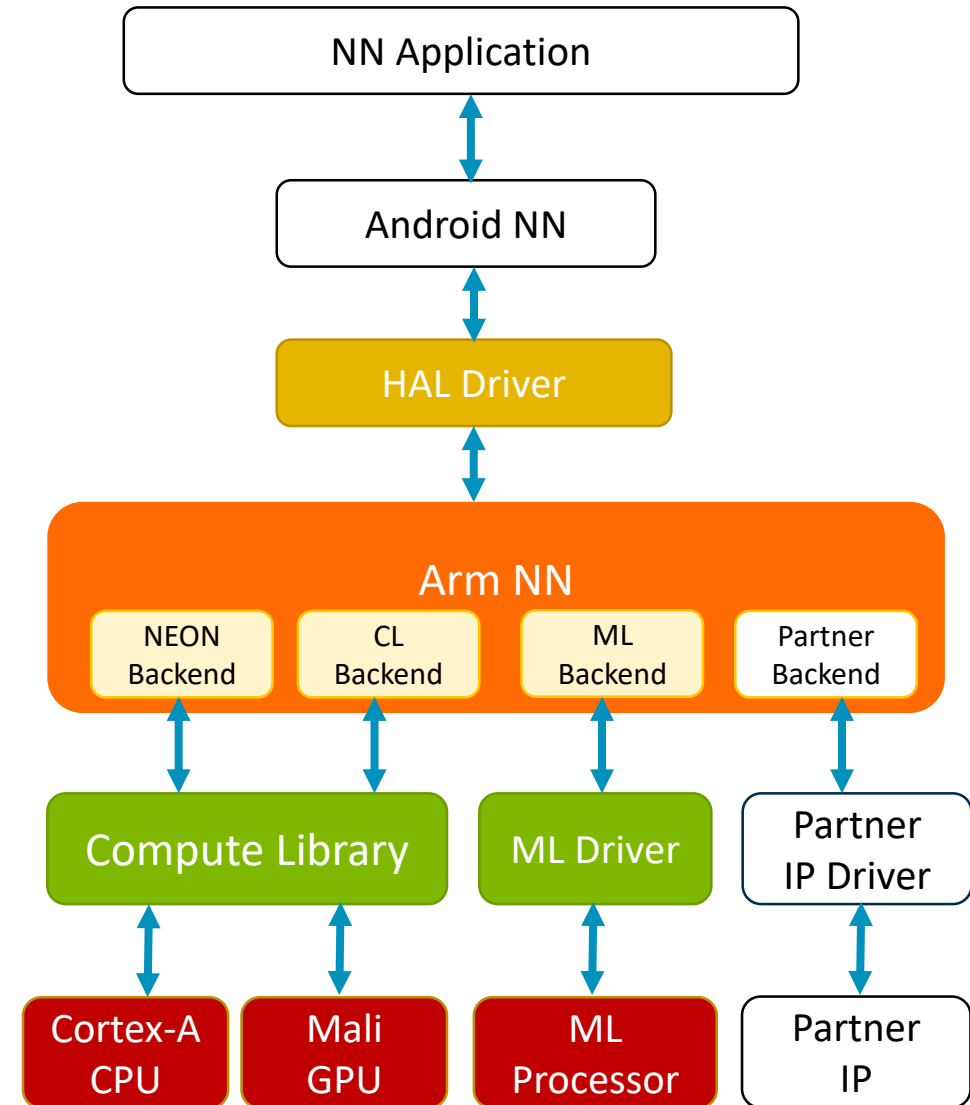 NN Application
Android NN
HAL Driver
Arm NN
NEON
Backend
CL
Backend
ML
Backend
Partner
Backend
Compute Library
ML Driver
Partner
IP Driver
Cortex-A
CPU
Mali
GPU
ML
Processor
Partner
IP